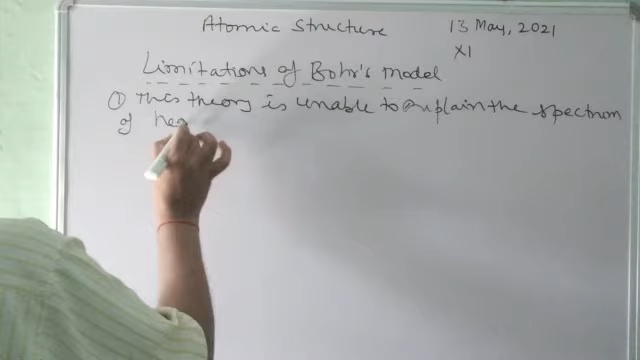 Atomic Structure
13 May, 2021
XI
Limitations of Bohr's model
① This theory is unable to explain the spectrum
of hea